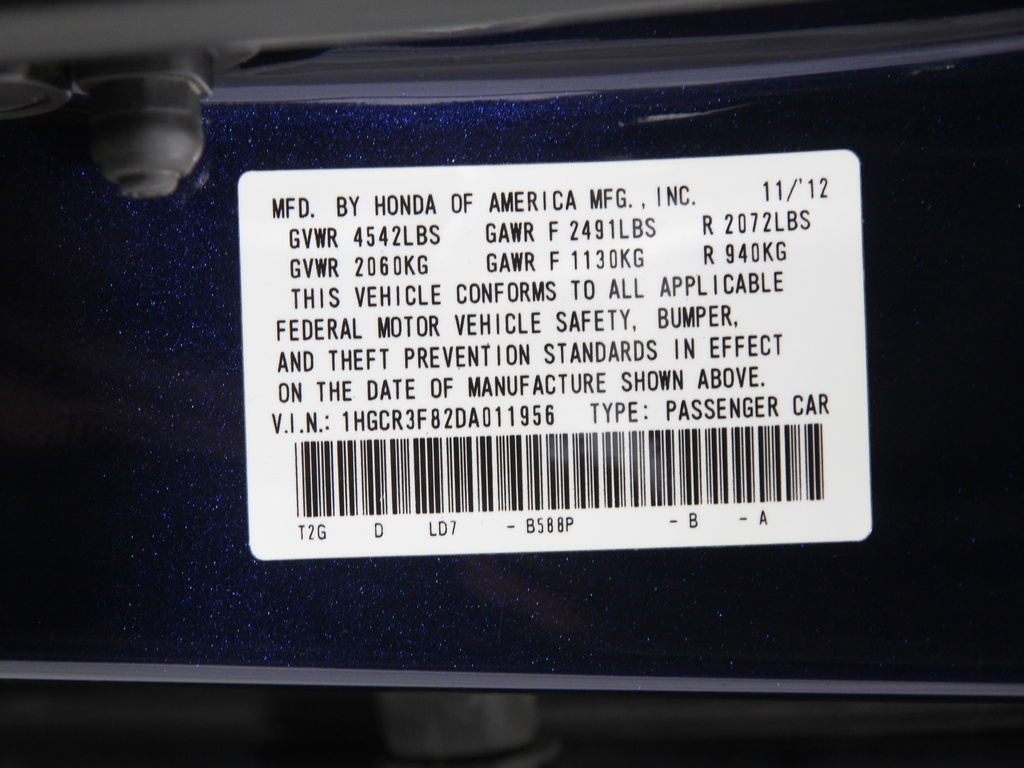 MFD. BY HONDA OF AMERICA MFG., INC. 11/'12
GVWR 4542LBS GAWR F 2491LBS R 2072LBS
GVWR 2060KG GAWR F 1130KG R 940KG
THIS VEHICLE CONFORMS TO ALL APPLICABLE
FEDERAL MOTOR VEHICLE SAFETY, BUMPER,
AND THEFT PREVENTION STANDARDS IN EFFECT
ON THE DATE OF MANUFACTURE SHOWN ABOVE.
V.I.N.: 1HGCR3F82DA011956 TYPE: PASSENGER CAR
T2G D LD7 - B588P - B - A